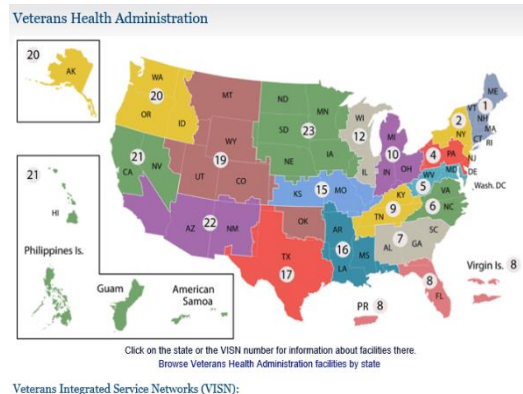 Veterans Health Administration
20
AK
WA
20
OR
ID
MT
WY
19
UT
CO
ND
MN
SD
23
NE
IA
WI
12
IL
MI
10
IN
OH
2
NY
1
ME
VT
NH
MA
CT
RI
4
PA
NJ
DE
MD
WV
5
Wash. DC
VA
6
NC
KY
9
TN
SC
7
AL
GA
KS
15
MO
OK
AR
16
MS
LA
TX
17
21
CA
NV
22
AZ
NM
8
FL
21
HI
Philippines Is.
Guam
American
Samoa
PR 8
Virgin Is. 8
Click on the state or the VISN number for information about facilities there.
Browse Veterans Health Administration facilities by state
Veterans Integrated Service Networks (VISN):